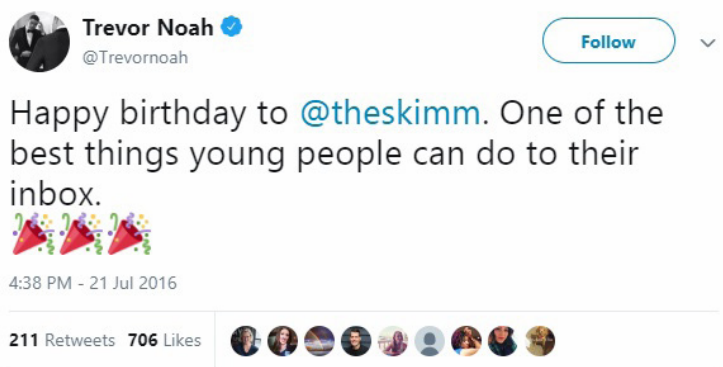 Trevor Noah
@Trevornoah
Follow
Happy birthday to @theskimm. One of the
best things young people can do to their
inbox.
🎉🎉🎉
4:38 PM - 21 Jul 2016
211 Retweets 706 Likes